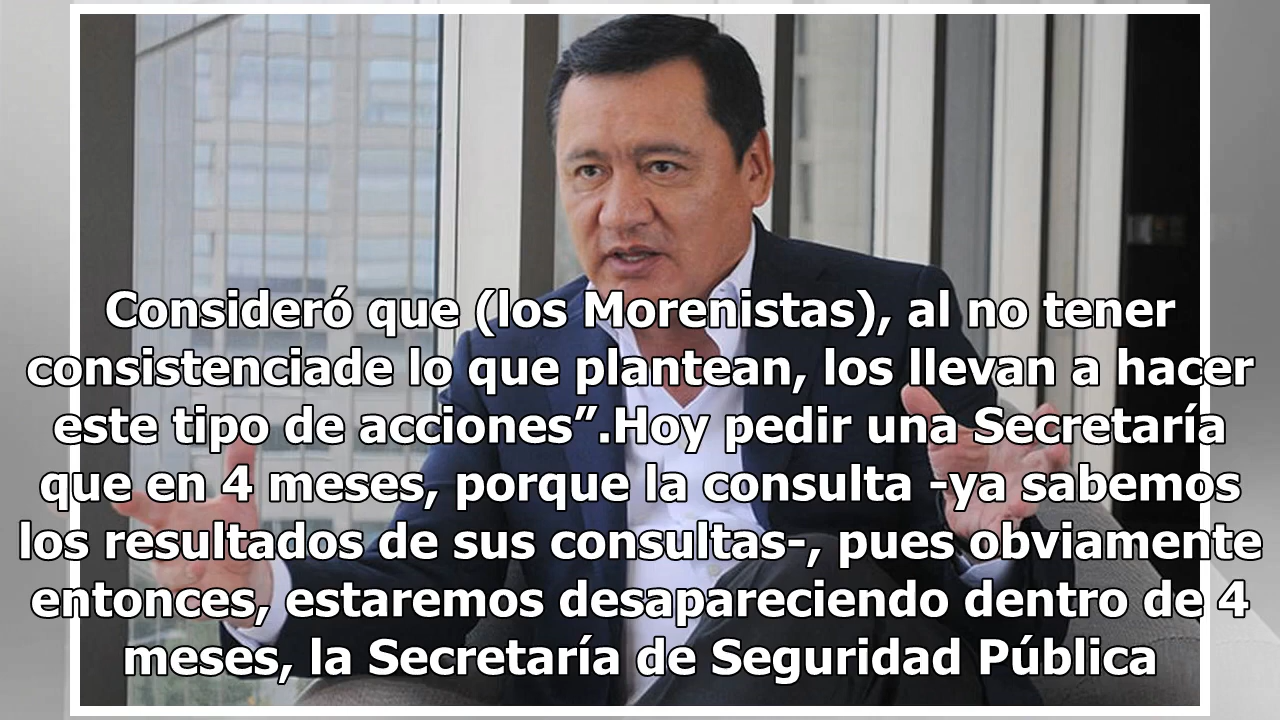 Consideró que (los Morenistas), al no tener
consistenciade lo que plantean, los llevan a hacer
este tipo de acciones”.Hoy pedir una Secretaría
que en 4 meses, porque la consulta -ya sabemos
los resultados de sus consultas-, pues obviamente
entonces, estaremos desapareciendo dentro de 4
meses, la Secretaría de Seguridad Pública